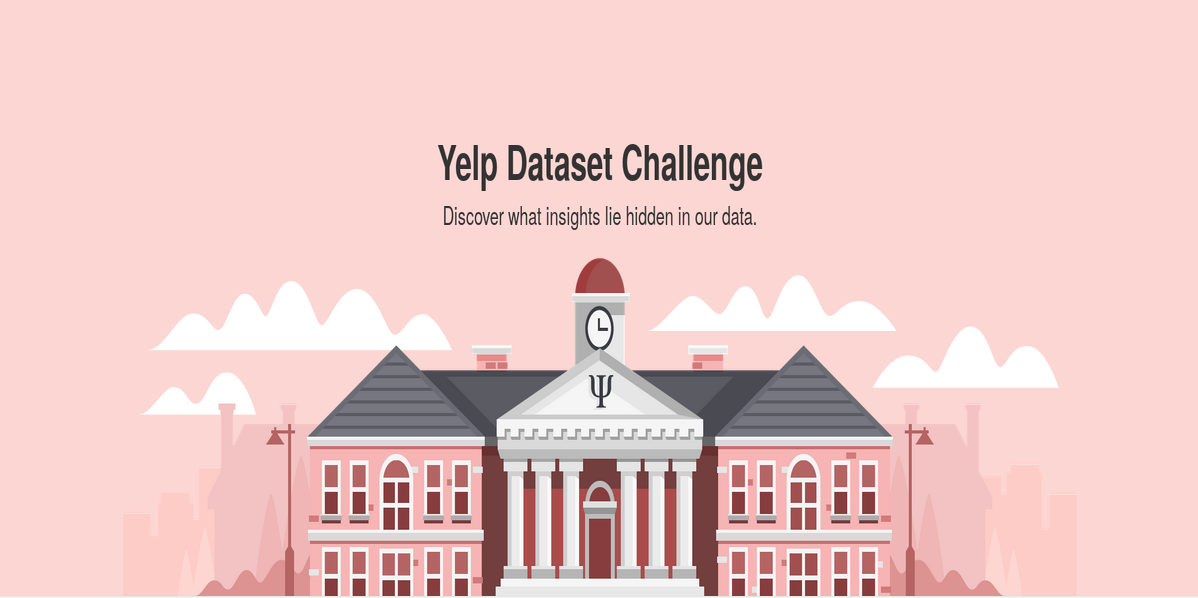 Yelp Dataset Challenge
Discover what insights lie hidden in our data.
Ψ